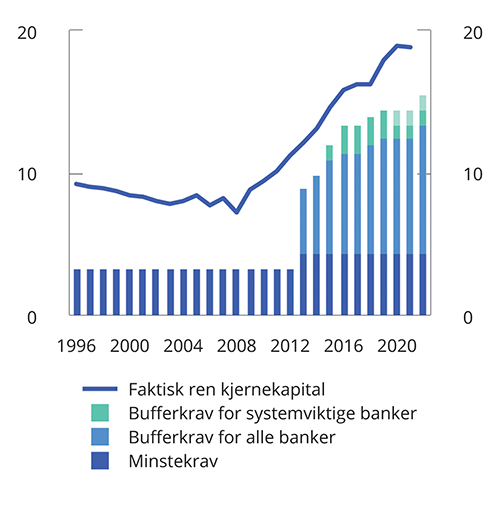 20 20
10 10
0 0
1996 2000 2004 2008 2012 2016 2020
Faktisk ren kjernekapital
Bufferkrav for systemviktige banker
Bufferkrav for alle banker
Minstekrav